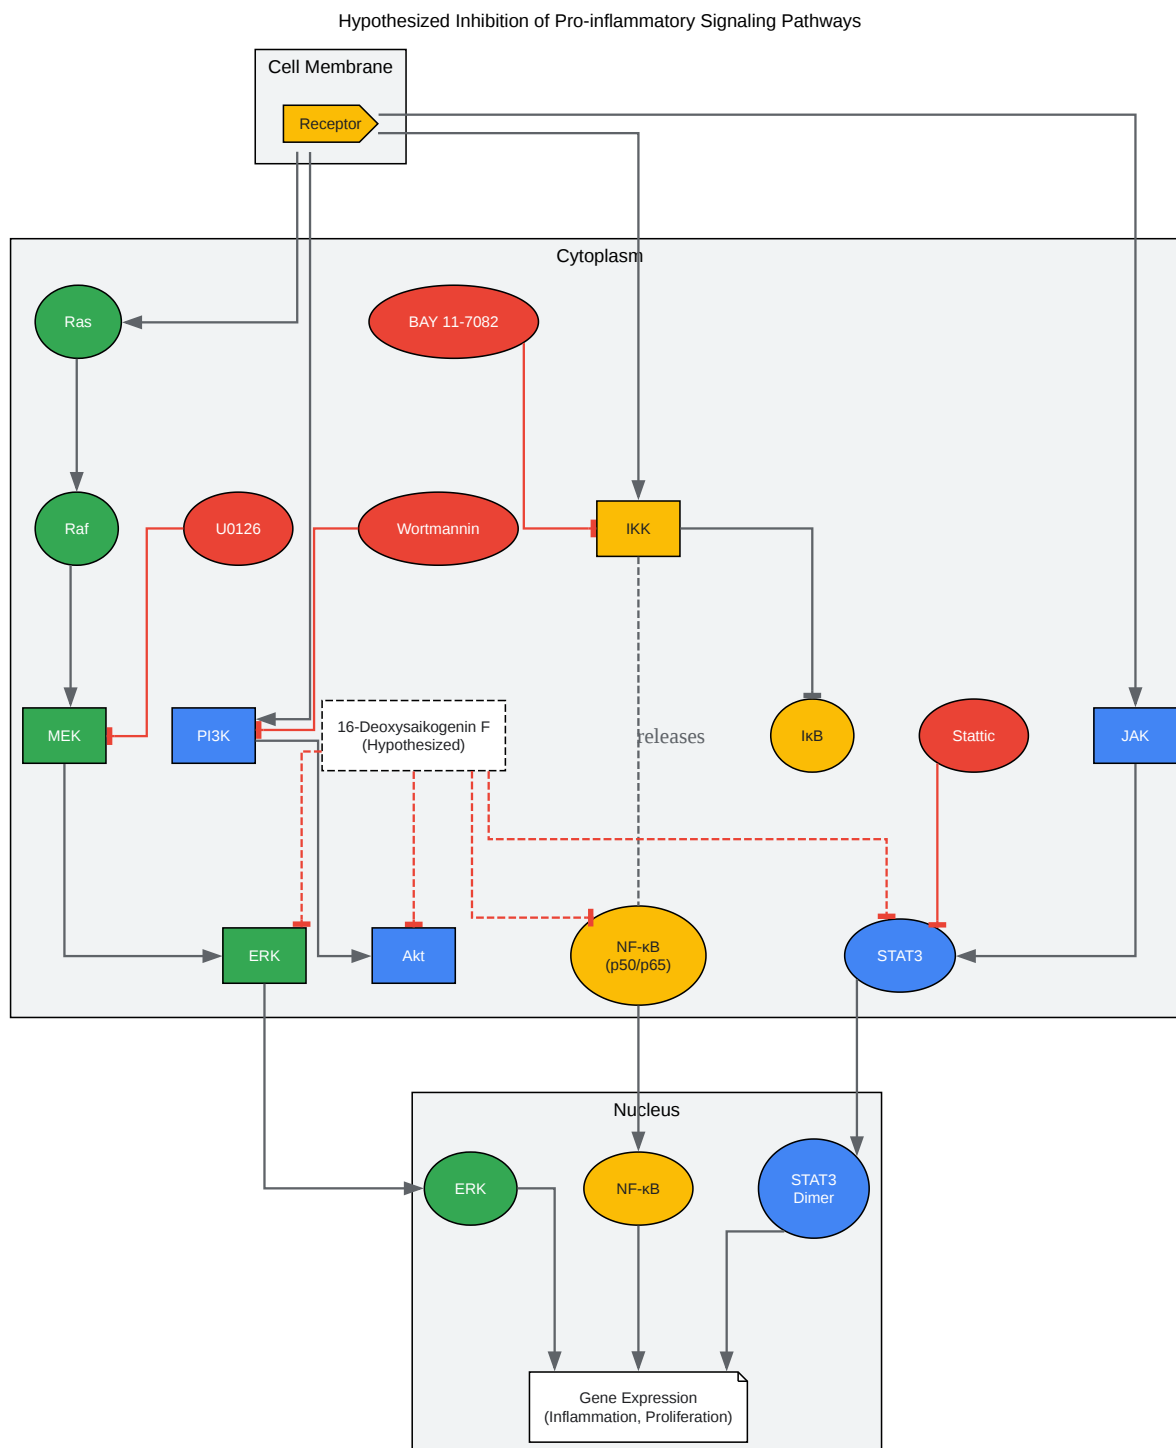 Hypothesized Inhibition of Pro-inflammatory Signaling Pathways
Cell Membrane
Receptor
Cytoplasm
Ras
BAY 11-7082
Raf
U0126
Wortmannin
IKK
MEK
PI3K
16-Deoxysaikogenin F
(Hypothesized)
releases
IκB
Stattic
JAK
ERK
Akt
NF-κB
(p50/p65)
STAT3
Nucleus
ERK
NF-κB
STAT3
Dimer
Gene Expression
(Inflammation, Proliferation)